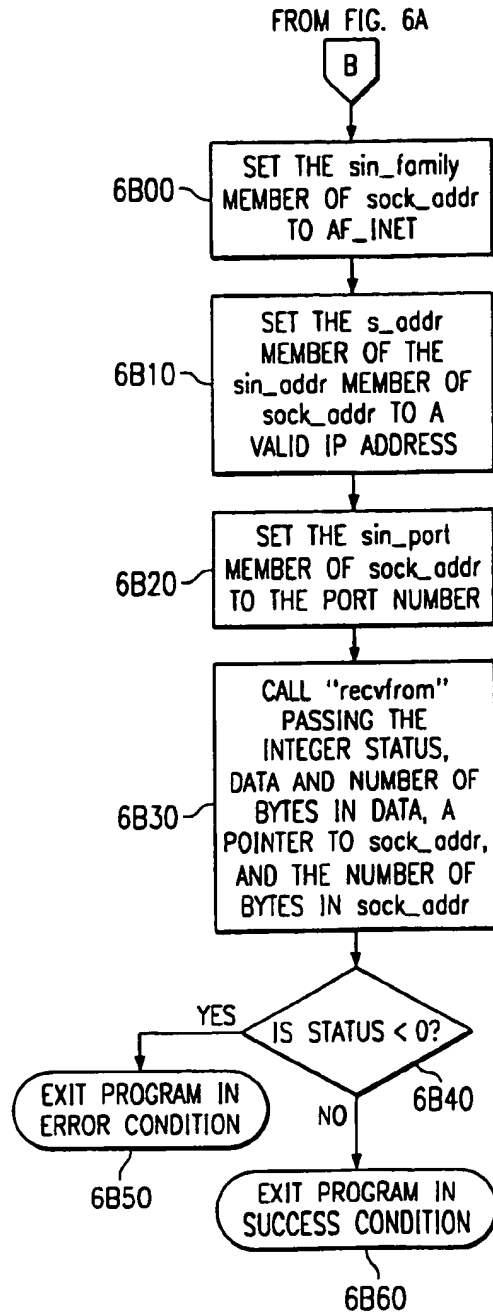 FROM FIG. 6A
B
6B00
SET THE sin_family
MEMBER OF sock_addr
TO AF_INET
6B10
SET THE s_addr
MEMBER OF THE
sin_addr MEMBER OF
sock_addr TO A
VALID IP ADDRESS
6B20
SET THE sin_port
MEMBER OF sock_addr
TO THE PORT NUMBER
6B30
CALL "recvfrom"
PASSING THE
INTEGER STATUS,
DATA AND NUMBER OF
BYTES IN DATA, A
POINTER TO sock_addr,
AND THE NUMBER OF
BYTES IN sock_addr
YES
IS STATUS < 0?
6B40
NO
EXIT PROGRAM IN
ERROR CONDITION
6B50
EXIT PROGRAM IN
SUCCESS CONDITION
6B60